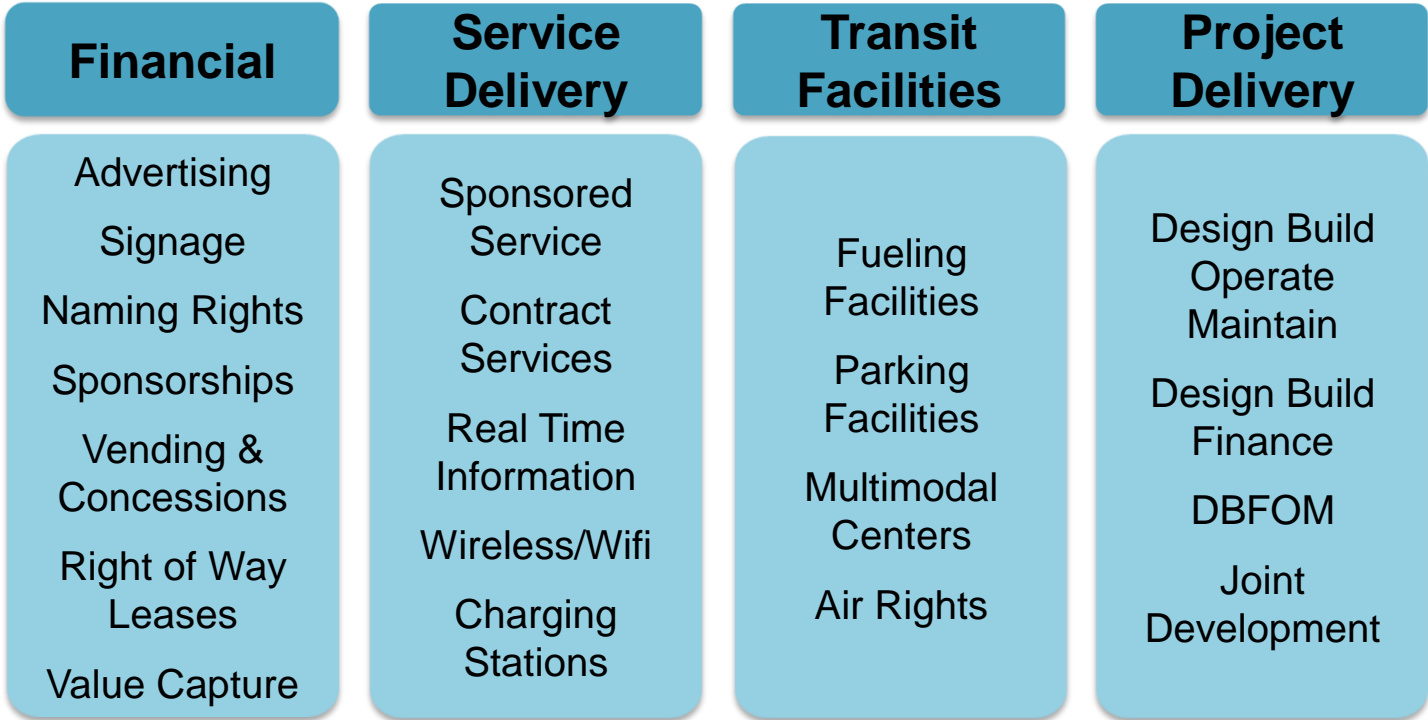 Financial
Advertising
Signage
Naming Rights
Sponsorships
Vending &
Concessions
Right of Way
Leases
Value Capture
Service
Delivery
Sponsored
Service
Contract
Services
Real Time
Information
Wireless/Wifi
Charging
Stations
Transit
Facilities
Fueling
Facilities
Parking
Facilities
Multimodal
Centers
Air Rights
Project
Delivery
Design Build
Operate
Maintain
Design Build
Finance
DBFOM
Joint
Development